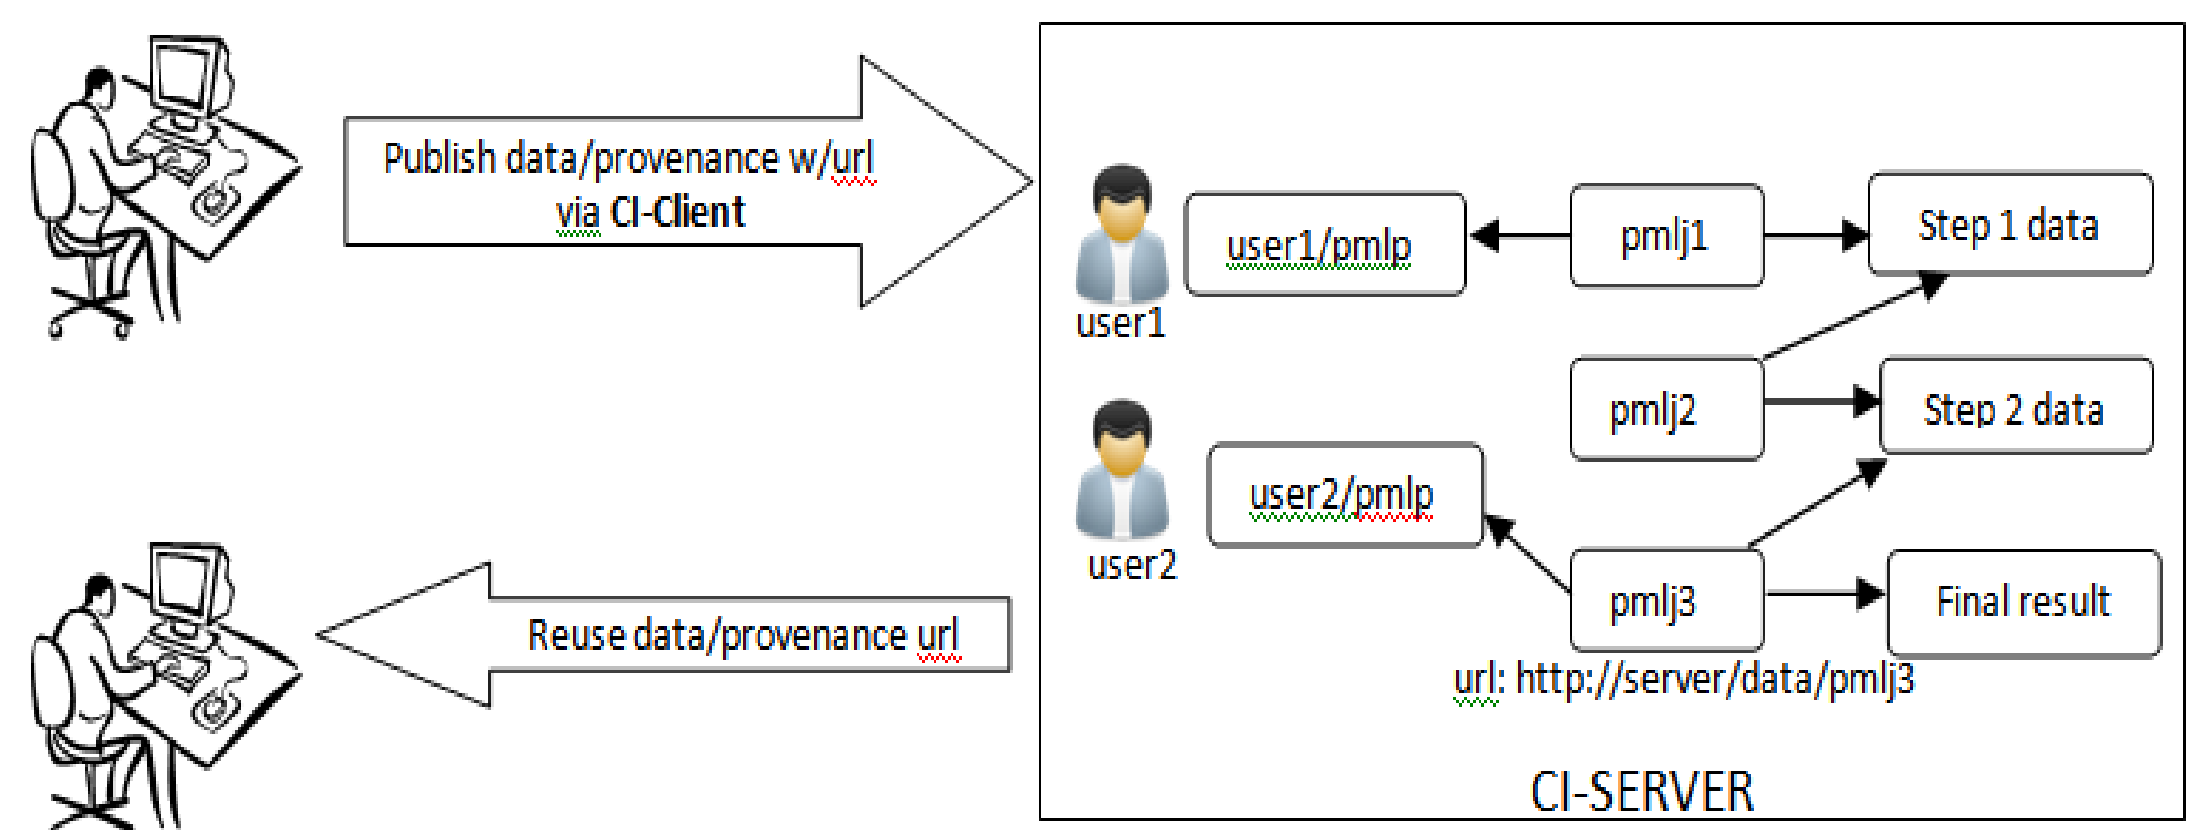 Publish data/provenance w/url
via CI-Client
user1/pmlp
pmlj1
Step 1 data
user1
pmlj2
Step 2 data
user2/pmlp
user2
pmlj3
Final result
url: http://server/data/pmlj3
Reuse data/provenance url
CI-SERVER